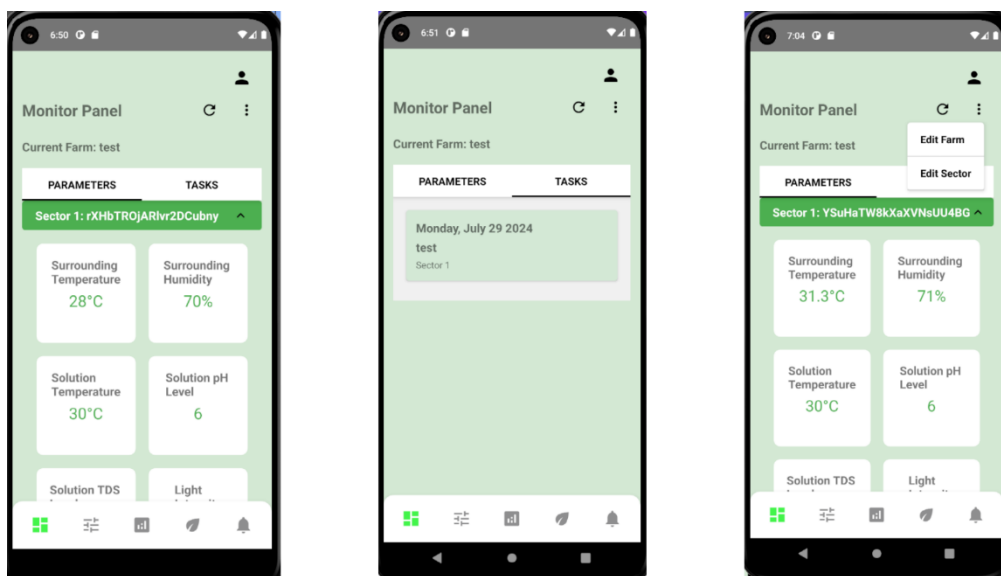 6:50
Monitor Panel
Current Farm: test
PARAMETERS TASKS
Sector 1: rXHbTROjARlvr2DCubny
Surrounding Surrounding
Temperature Humidity
28°C 70%
Solution Solution pH
Temperature Level
30°C 6
Solution TDS Light
6:51
Monitor Panel
Current Farm: test
PARAMETERS TASKS
Monday, July 29 2024
test
Sector 1
7:04
Monitor Panel
Edit Farm
Current Farm: test
Edit Sector
PARAMETERS
Sector 1: YSuHaTW8kXaXVNsUU4BG
Surrounding Surrounding
Temperature Humidity
31.3°C 71%
Solution Solution pH
Temperature Level
30°C 6
Solution TDS Light